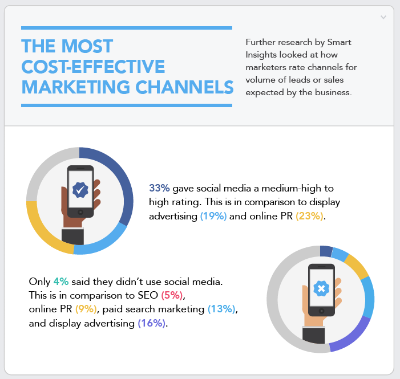 THE MOST
COST-EFFECTIVE
MARKETING CHANNELS
Further research by Smart
Insights looked at how
marketers rate channels for
volume of leads or sales
expected by the business.
33% gave social media a medium-high to
high rating. This is in comparison to display
advertising (19%) and online PR (23%).
Only 4% said they didn't use social media.
This is in comparison to SEO (5%),
online PR (9%), paid search marketing (13%),
and display advertising (16%).